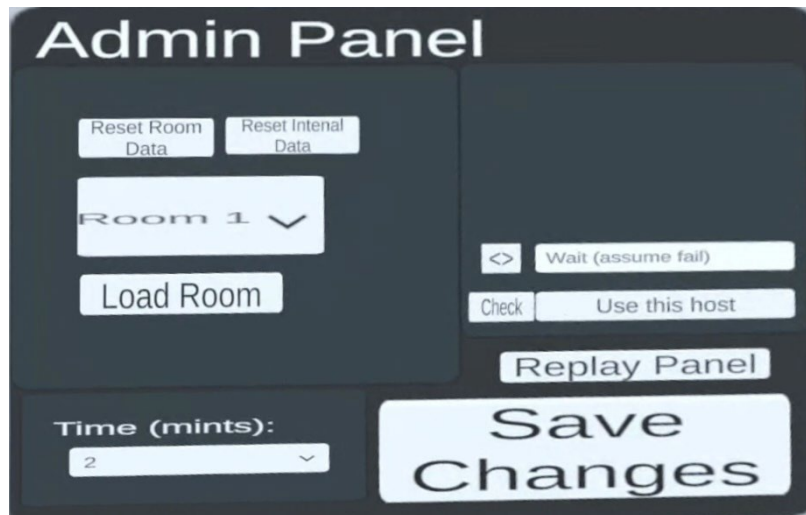 Admin Panel
Reset Room
Data
Reset Intenal
Data
Room 1
Load Room
<> Wait (assume fail)
Check Use this host
Replay Panel
Time (mints):
2
Save
Changes